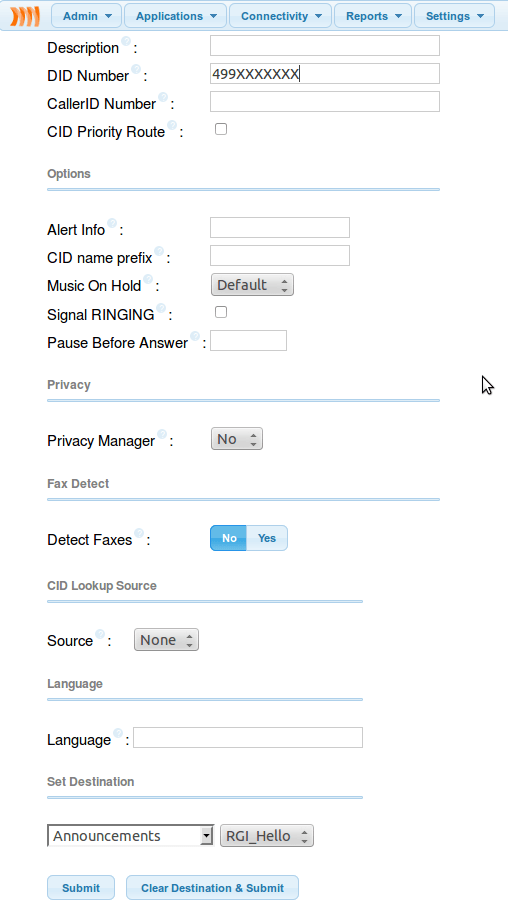 Admin Applications Connectivity Reports Settings
Description ? :
DID Number ? : 499XXXXXXX
CallerID Number ? :
CID Priority Route ? :
Options
Alert Info ? :
CID name prefix ? :
Music On Hold ? : Default
Signal RINGING ? :
Pause Before Answer ? :
Privacy
Privacy Manager ? : No
Fax Detect
Detect Faxes ? : No Yes
CID Lookup Source
Source ? : None
Language
Language ? :
Set Destination
Announcements RGI_Hello
Submit Clear Destination & Submit